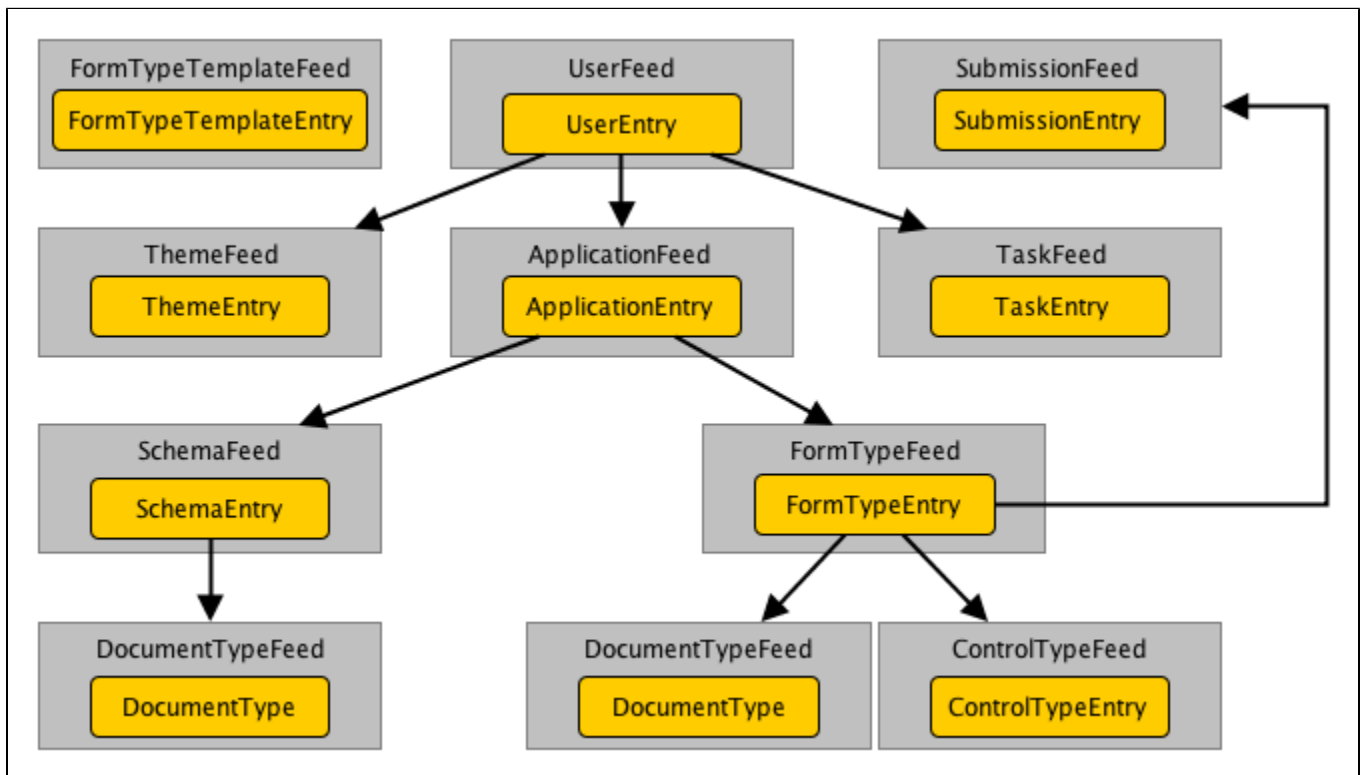 FormTypeTemplateFeed
FormTypeTemplateEntry
UserFeed
UserEntry
SubmissionFeed
SubmissionEntry
ThemeFeed
ThemeEntry
ApplicationFeed
ApplicationEntry
TaskFeed
TaskEntry
SchemaFeed
SchemaEntry
FormTypeFeed
FormTypeEntry
DocumentTypeFeed
DocumentType
DocumentTypeFeed
DocumentType
ControlTypeFeed
ControlTypeEntry